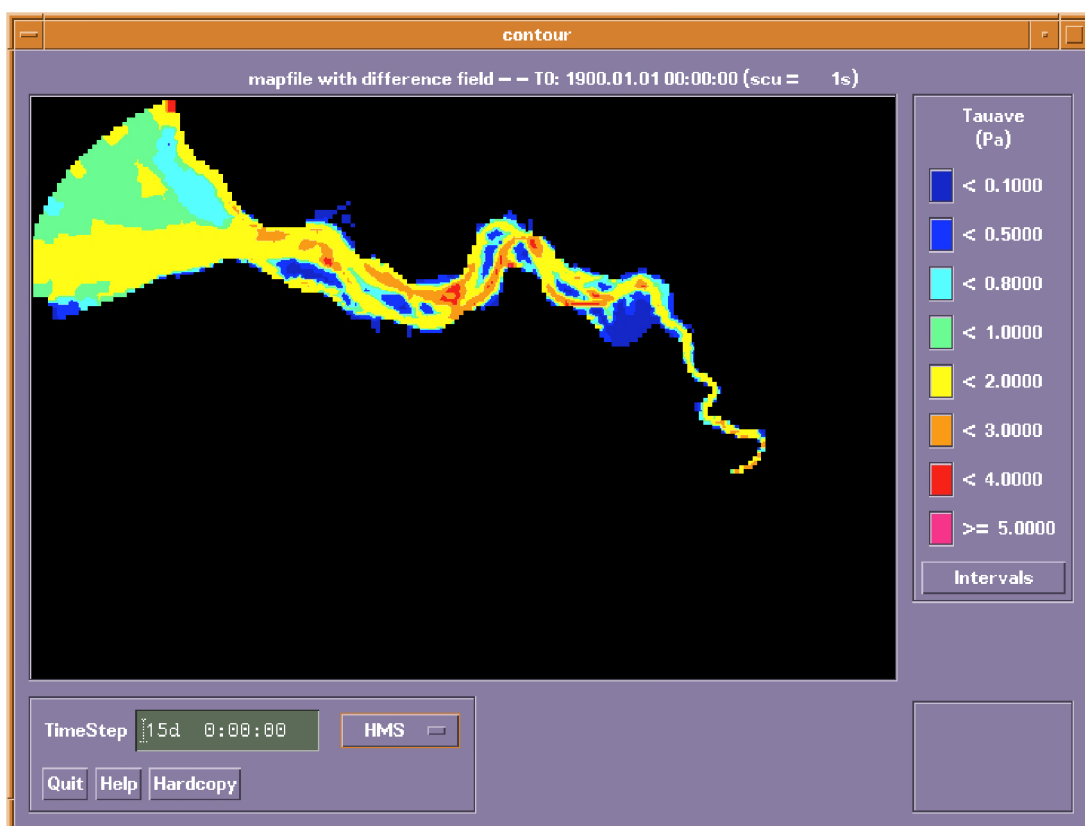 contour
mapfile with difference field – – T0: 1900.01.01 00:00:00 (scu = 1s)
Tauave
(Pa)
< 0.1000
< 0.5000
< 0.8000
< 1.0000
< 2.0000
< 3.0000
< 4.0000
>= 5.0000
Intervals
TimeStep 15d 0:00:00 HMS
Quit Help Hardcopy